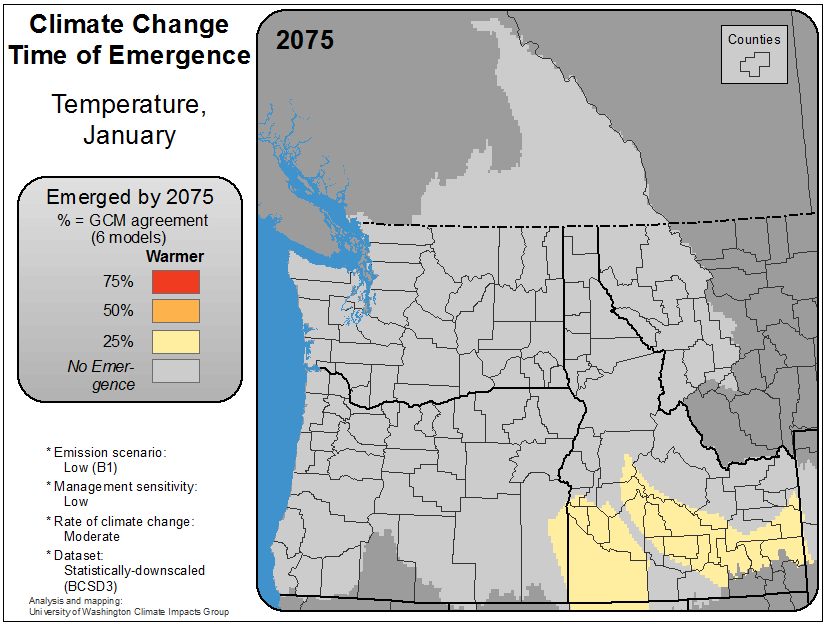 Climate Change
Time of Emergence
Temperature,
January
Emerged by 2075
% = GCM agreement
(6 models)
Warmer
75%
50%
25%
No Emer-
gence
* Emission scenario:
Low (B1)
* Management sensitivity:
Low
* Rate of climate change:
Moderate
* Dataset:
Statistically-downscaled
(BCSD3)
Analysis and mapping:
University of Washington Climate Impacts Group
2075
Counties